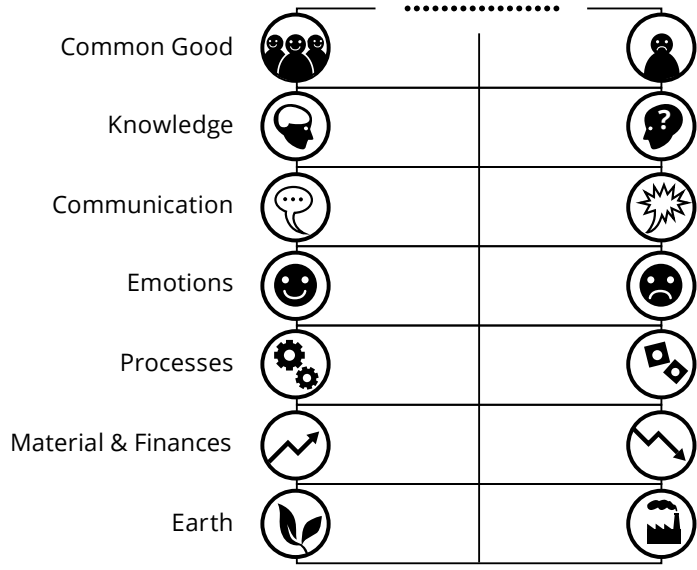 Common Good
Knowledge
?
Communication
Emotions
Processes
Material & Finances
Earth